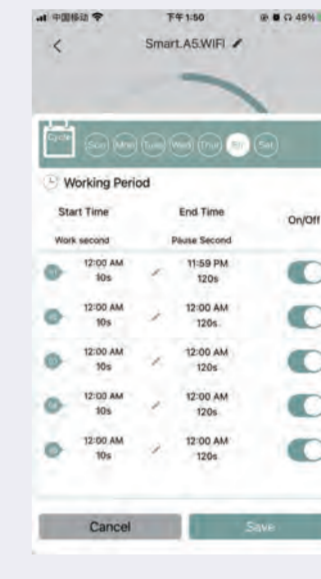 中国移动 下午1:50 49%
Smart.A5.WIFI
Cycle Sun Mon Tues Wed Thur Fri Sat
Working Period
Start Time End Time On/Off
Work second Pause Second
12:00 AM 11:59 PM
10s 120s
12:00 AM 12:00 AM
10s 120s
12:00 AM 12:00 AM
10s 120s
12:00 AM 12:00 AM
10s 120s
12:00 AM 12:00 AM
10s 120s
Cancel Save